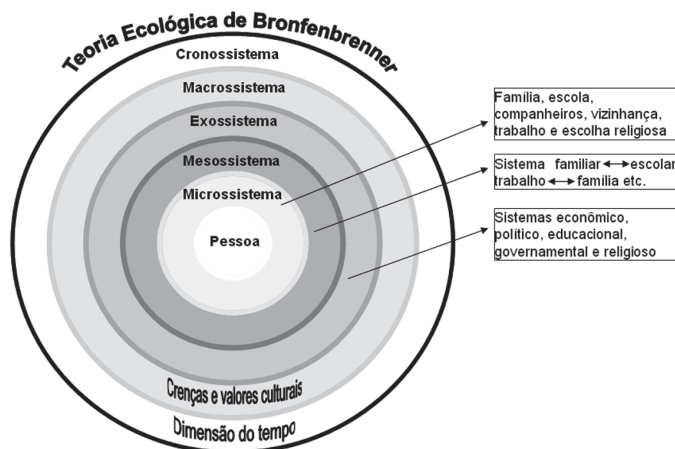 Teoria Ecológica de Bronfenbrenner
Cronossistema
Macrossistema
Exossistema
Mesossistema
Microssistema
Pessoa
Crenças e valores culturais
Dimensão do tempo
Família, escola,
companheiros, vizinhança,
trabalho e escolha religiosa
Sistema familiar ↔ escolar
trabalho ↔ família etc.
Sistemas econômico,
político, educacional,
governamental e religioso